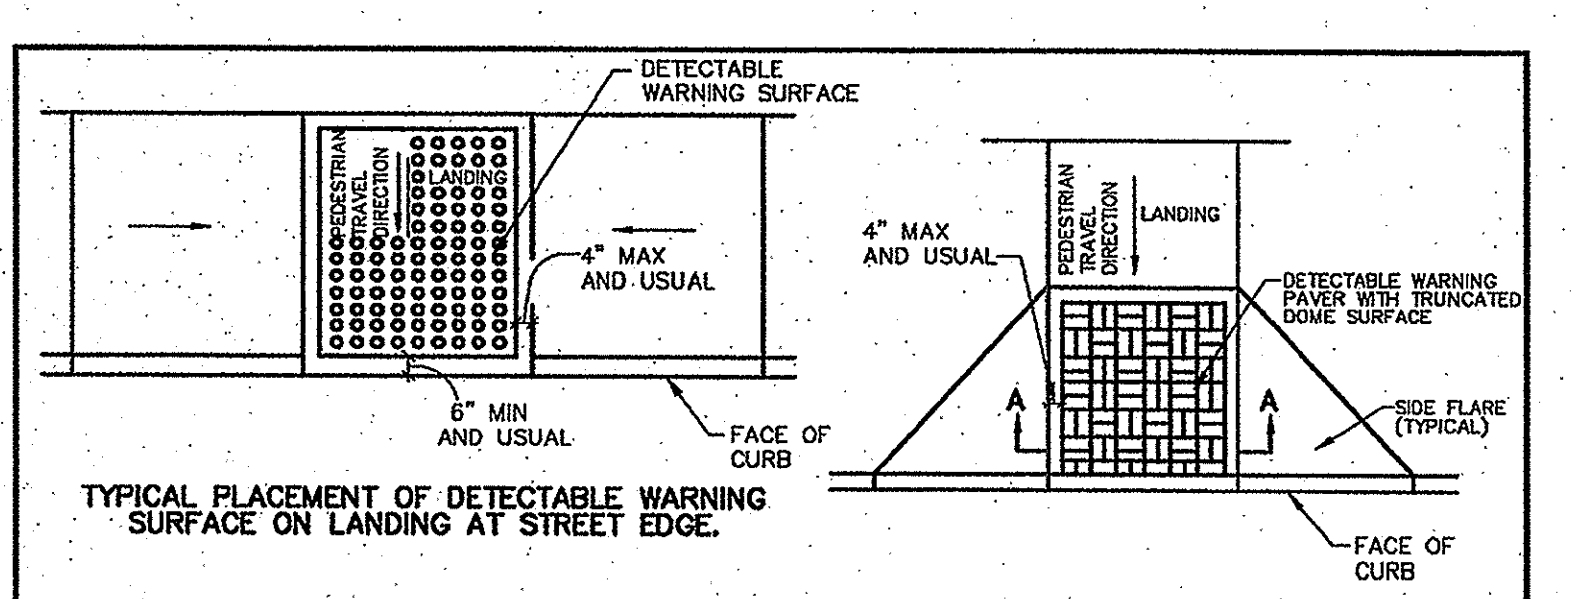 DETECTABLE
WARNING SURFACE
PEDESTRIAN
TRAVEL
DIRECTION
LANDING
4" MAX
AND USUAL
6" MIN
AND USUAL
FACE OF
CURB
TYPICAL PLACEMENT OF DETECTABLE WARNING
SURFACE ON LANDING AT STREET EDGE.
PEDESTRIAN
TRAVEL
DIRECTION
LANDING
4" MAX
AND USUAL
DETECTABLE WARNING
PAVER WITH TRUNCATED
DOME SURFACE
A
A
SIDE FLARE
(TYPICAL)
FACE OF
CURB